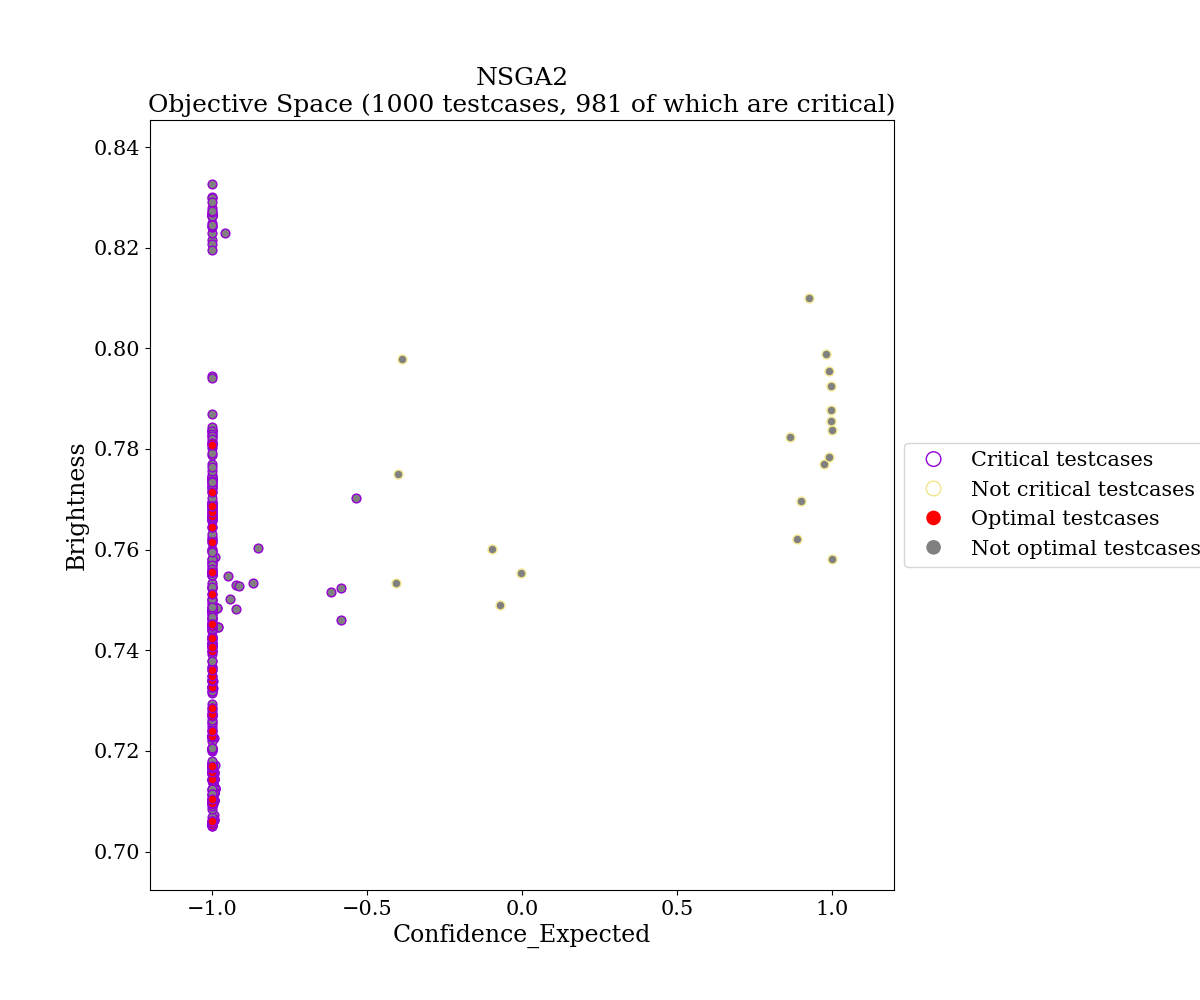 NSGA2
Objective Space (1000 testcases, 981 of which are critical)
0.84
0.82
0.80
0.78
0.76
0.74
0.72
0.70
Brightness
−1.0
−0.5
0.0
0.5
1.0
Confidence_Expected
Critical testcases
Not critical testcases
Optimal testcases
Not optimal testcases